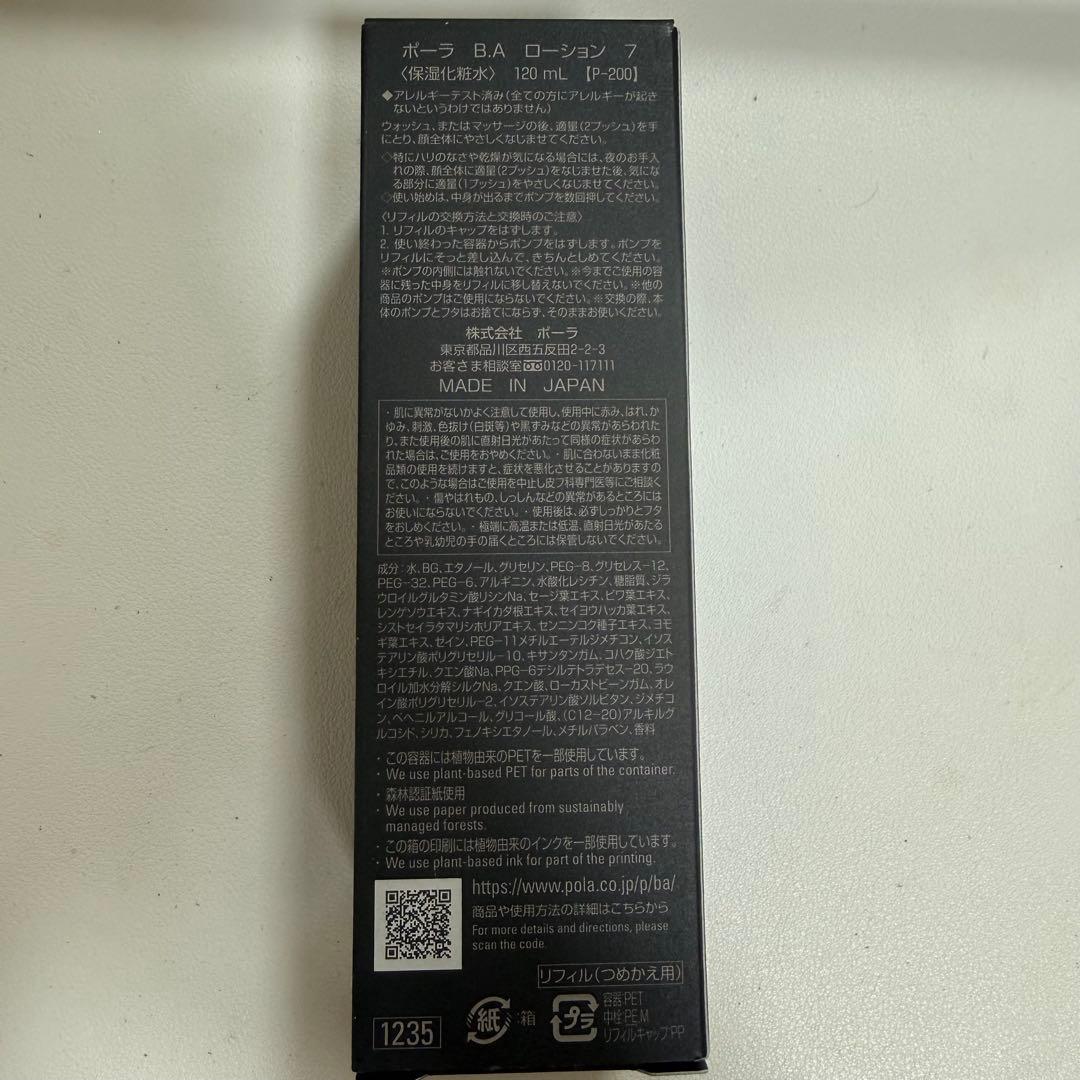 ポーラ B.A ローション 7
〈保湿化粧水〉 120 mL 【P-200】
◆アレルギーテスト済み(全ての方にアレルギーが起き
ないというわけではありません)
ウォッシュ、またはマッサージの後、適量(2プッシュ)を手
にとり、顔全体にやさしくなじませてください。
◇特にハリのなさや乾燥が気になる場合には、夜のお手入
れの際、顔全体に適量(2プッシュ)をなじませた後、気にな
る部分に適量(1プッシュ)をやさしくなじませてください。
◇使い始めは、中身が出るまでポンプを数回押してください。
〈リフィルの交換方法と交換時のご注意〉
1. リフィルのキャップをはずします。
2. 使い終わった容器からポンプをはずします。ポンプを
リフィルにそっと差し込んで、きちんとしめてください。
※ポンプの内側には触れないでください。※今までご使用の容
器に残った中身をリフィルに移し替えないでください。※他の
商品のポンプはご使用にならないでください。※交換の際、本
体のポンプとフタはお捨てにならず、そのままお使いください。
株式会社 ポーラ
東京都品川区西五反田2-2-3
お客さま相談室 0120-117111
MADE IN JAPAN
・肌に異常がないかよく注意して使用し、使用中に赤み、はれ、か
ゆみ、刺激、色抜け(白斑等)や黒ずみなどの異常があらわれた
り、また使用後の肌に直射日光があたって同様の症状があらわ
れた場合は、ご使用をおやめください。・肌に合わないまま化粧
品類の使用を続けますと、症状を悪化させることがありますの
で、このような場合はご使用を中止し皮フ科専門医等にご相談く
ださい。・傷やはれもの、しっしんなどの異常があるところには
お使いにならないでください。・使用後は、必ずしっかりとフタ
をおしめください。・極端に高温または低温、直射日光があたる
ところや乳幼児の手の届くところには保管しないでください。
成分:水、BG、エタノール、グリセリン、PEG-8、グリセレス-12、
PEG-32、PEG-6、アルギニン、水酸化レシチン、糖脂質、ジラ
ウロイルグルタミン酸リシンNa、セージ葉エキス、ビワ葉エキス、
レンゲソウエキス、ナギイカダ根エキス、セイヨウハッカ葉エキス、
シストセイラタマリシホリアエキス、センニンコク種子エキス、ヨモ
ギ葉エキス、ゼイン、PEG-11メチルエーテルジメチコン、イソス
テアリン酸ポリグリセリル-10、キサンタンガム、コハク酸ジエト
キシエチル、クエン酸Na、PPG-6デシルテトラデセス-20、ラウ
ロイル加水分解シルクNa、クエン酸、ローカストビーンガム、オレ
イン酸ポリグリセリル-2、イソステアリン酸ソルビタン、ジメチコ
ン、ベヘニルアルコール、グリコール酸、(C12-20)アルキルグ
ルコシド、シリカ、フェノキシエタノール、メチルパラベン、香料
・この容器には植物由来のPETを一部使用しています。
・We use plant-based PET for parts of the container.
・森林認証紙使用
・We use paper produced from sustainably
managed forests.
・この箱の印刷には植物由来のインクを一部使用しています。
・We use plant-based ink for part of the printing.
https://www.pola.co.jp/p/ba/
商品や使用方法の詳細はこちらから
For more details and directions, please
scan the code.
リフィル(つめかえ用)
1235
紙 :箱
プラ
容器:PET
中栓:PE,M
リフィルキャップ:PP